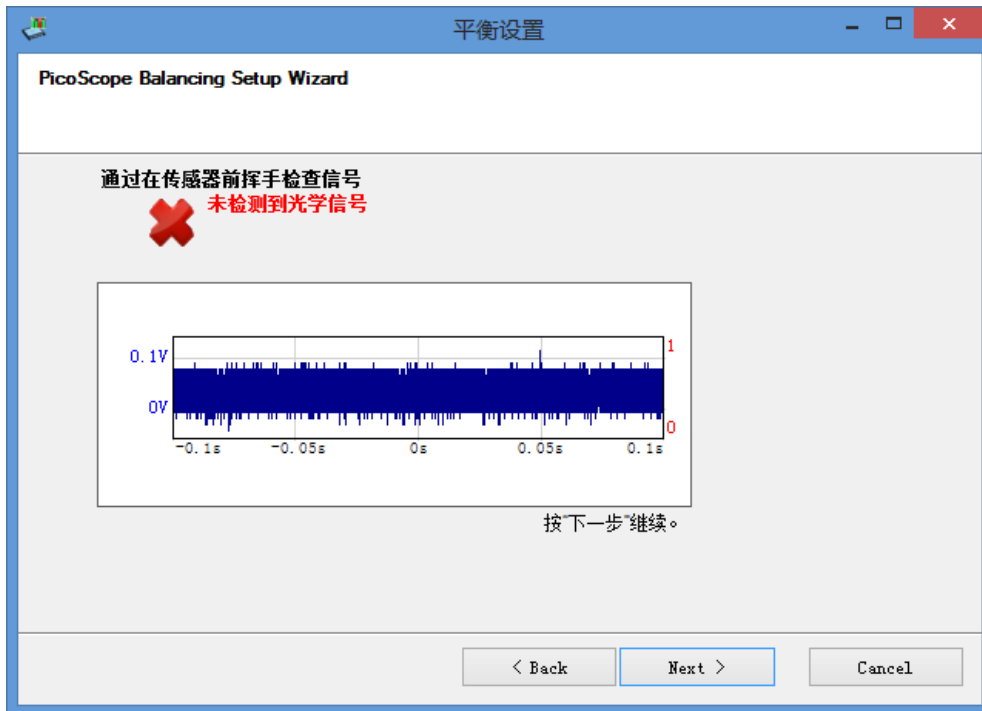 平衡设置
PicoScope Balancing Setup Wizard
通过在传感器前挥手检查信号
未检测到光学信号
0.1V
1
0V
0
-0.1s -0.05s 0s 0.05s 0.1s
按"下一步"继续。
< Back Next > Cancel